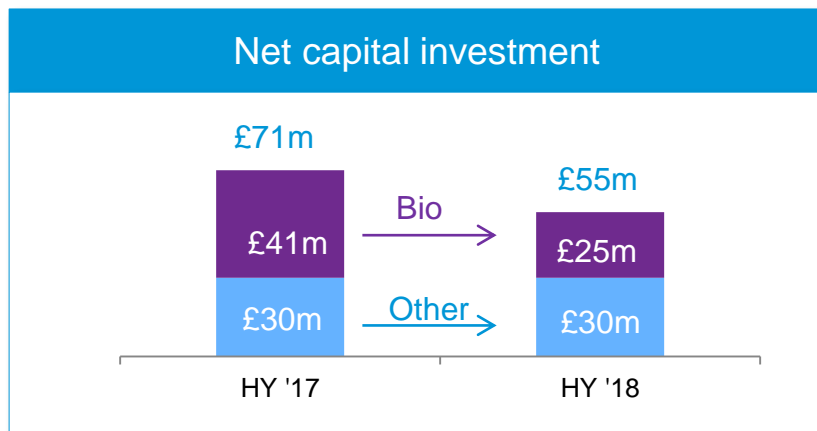 Net capital investment
£71m
£55m
Bio
£41m
£25m
Other
£30m
£30m
HY '17
HY '18